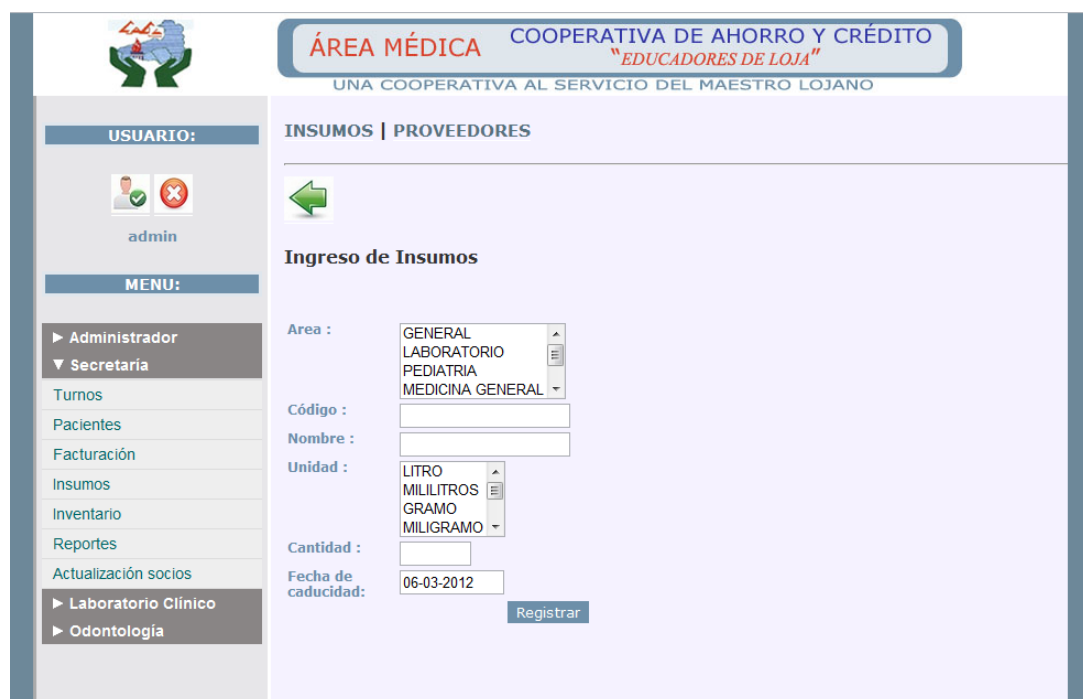 ÁREA MÉDICA
COOPERATIVA DE AHORRO Y CRÉDITO
"EDUCADORES DE LOJA"
UNA COOPERATIVA AL SERVICIO DEL MAESTRO LOJANO
USUARIO:
admin
MENU:
► Administrador
▼ Secretaría
Turnos
Pacientes
Facturación
Insumos
Inventario
Reportes
Actualización socios
► Laboratorio Clínico
► Odontología
INSUMOS | PROVEEDORES
Ingreso de Insumos
Area :
GENERAL
LABORATORIO
PEDIATRIA
MEDICINA GENERAL
Código :
Nombre :
Unidad :
LITRO
MILILITROS
GRAMO
MILIGRAMO
Cantidad :
Fecha de
caducidad:
06-03-2012
Registrar